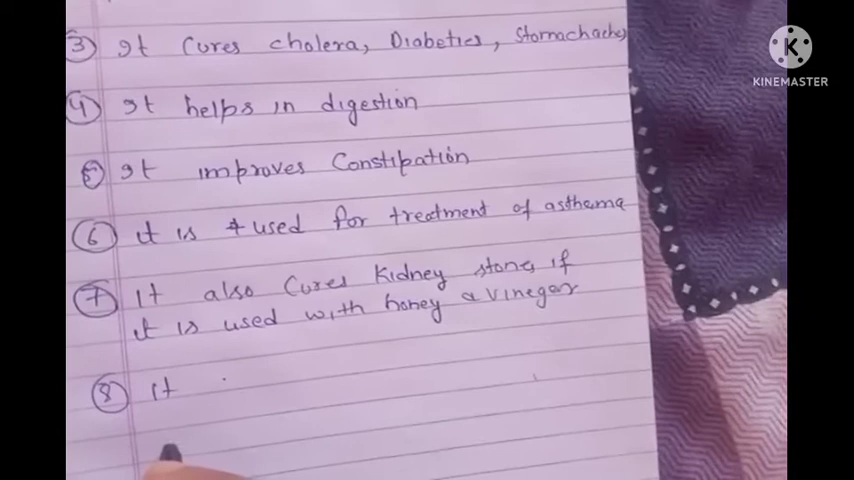 3 It Cures cholera, Diabeties, Stomachache,
KINEMASTER
4 It helps in digestion
5 It improves Constipation
6 it is used for treatment of asthama
7 It also Cures Kidney stones if
it is used with honey & vinegar
8 it